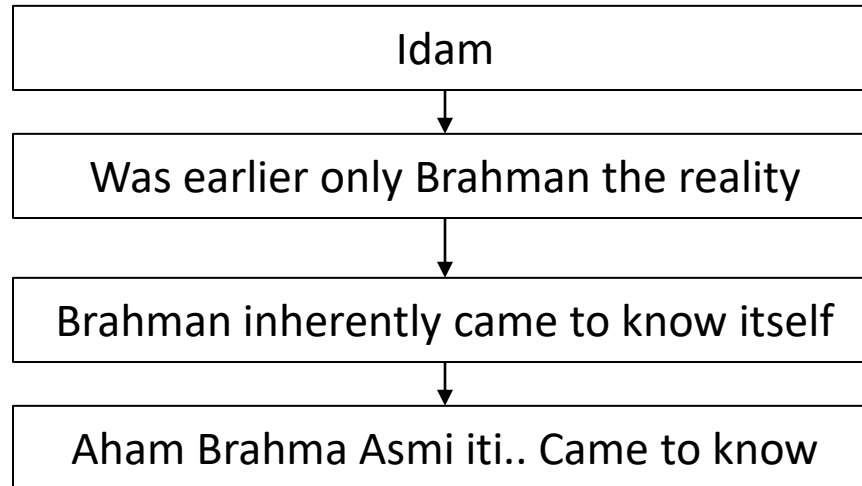 Idam
Was earlier only Brahman the reality
Brahman inherently came to know itself
Aham Brahma Asmi iti.. Came to know